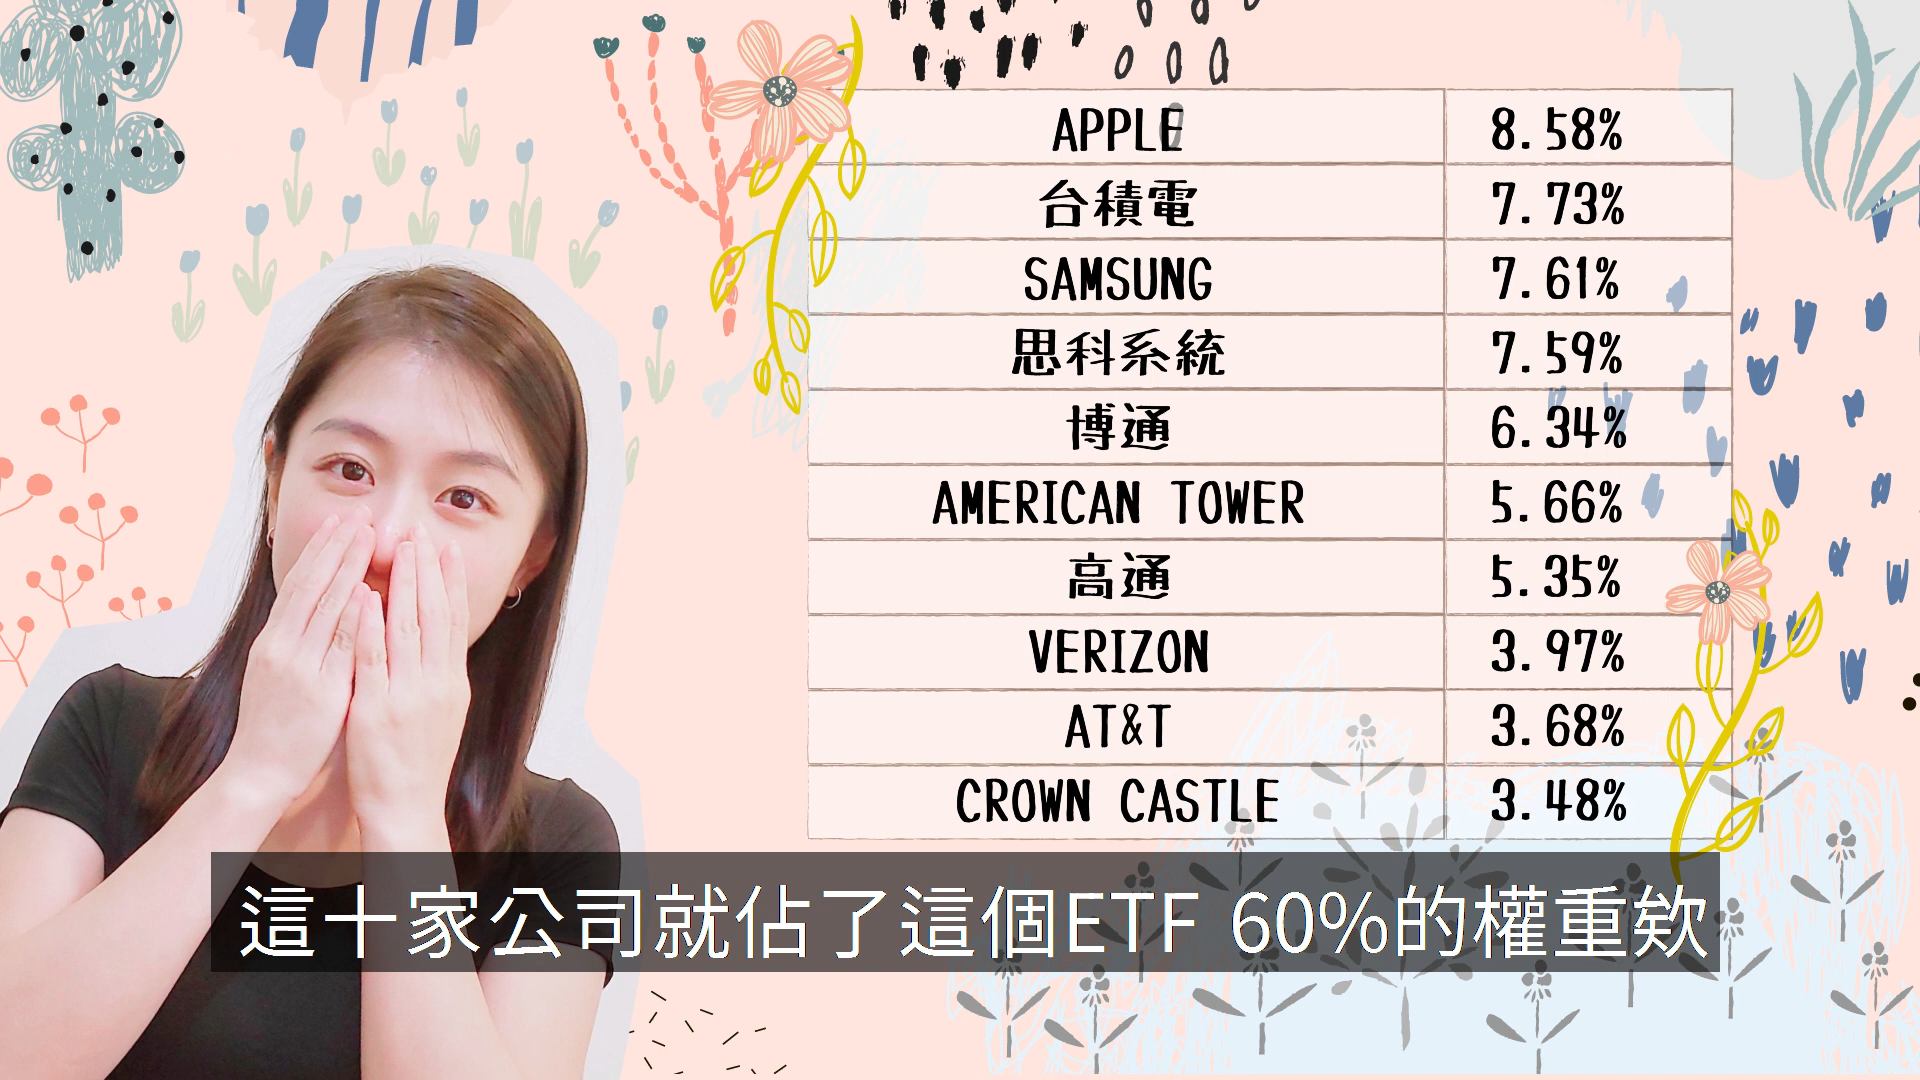 APPLE 8.58%
台積電 7.73%
SAMSUNG 7.61%
思科系統 7.59%
博通 6.34%
AMERICAN TOWER 5.66%
高通 5.35%
VERIZON 3.97%
AT&T 3.68%
CROWN CASTLE 3.48%
這十家公司就佔了這個ETF 60%的權重欸